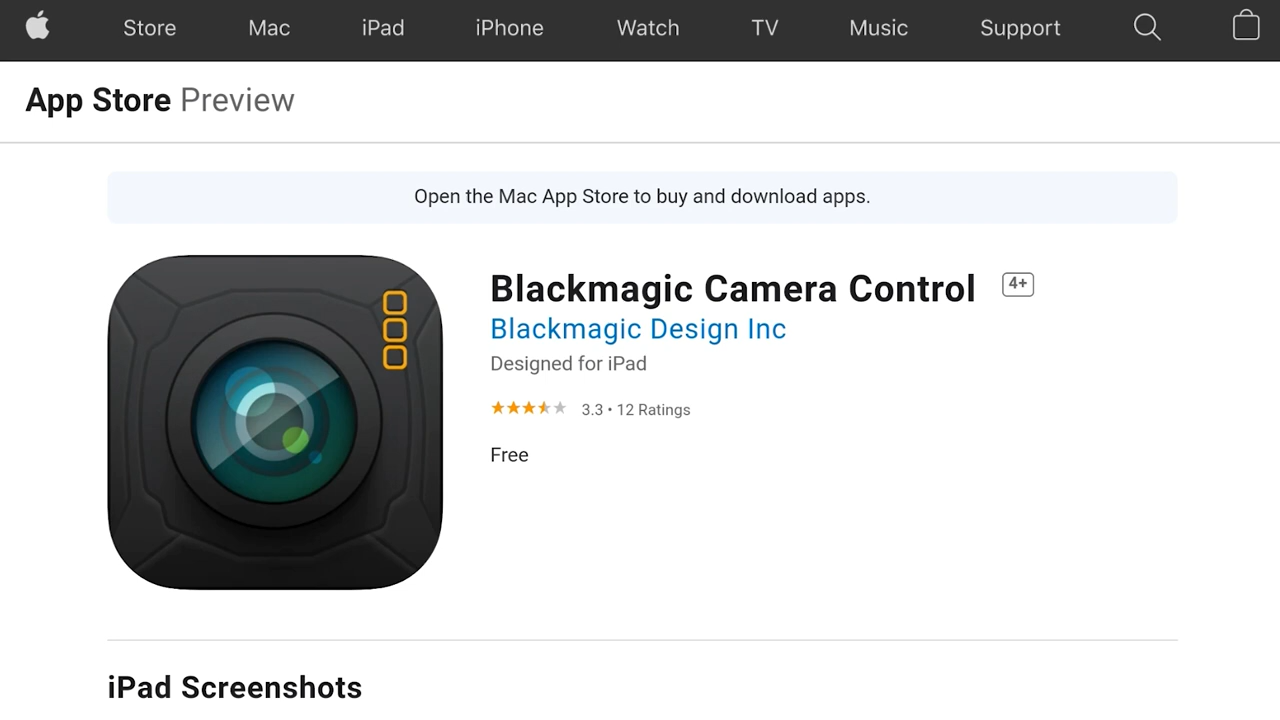 Store Mac iPad iPhone Watch TV Music Support
App Store Preview
Open the Mac App Store to buy and download apps.
Blackmagic Camera Control 4+
Blackmagic Design Inc
Designed for iPad
3.3 • 12 Ratings
Free
iPad Screenshots